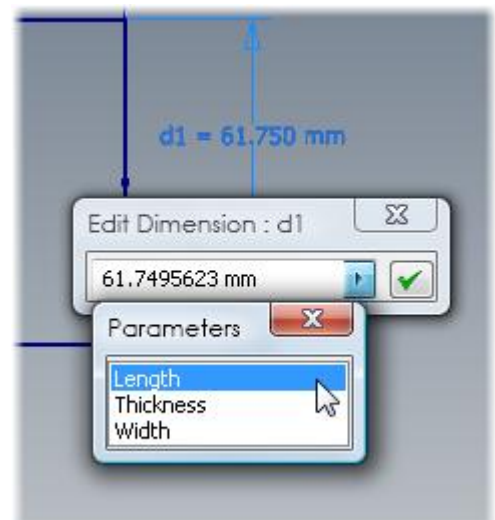 d1 = 61.750 mm
Edit Dimension : d1
61.7495623 mm
Parameters
Length
Thickness
Width